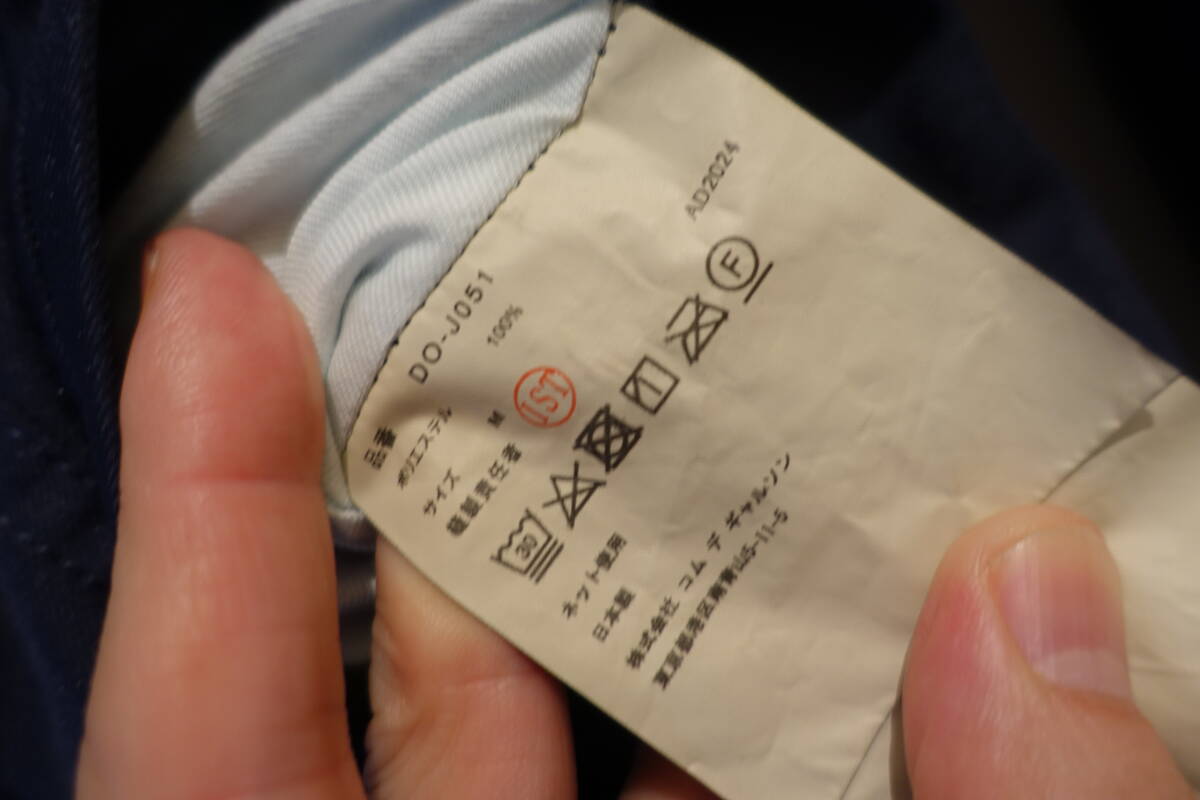 品番 DO-J051
ポリエステル 100%
サイズ M
縫製責任者 IST
30
1
F
AD2024
ネット使用
日本製
株式会社 コム デ ギャルソン
東京都港区南青山5-11-5